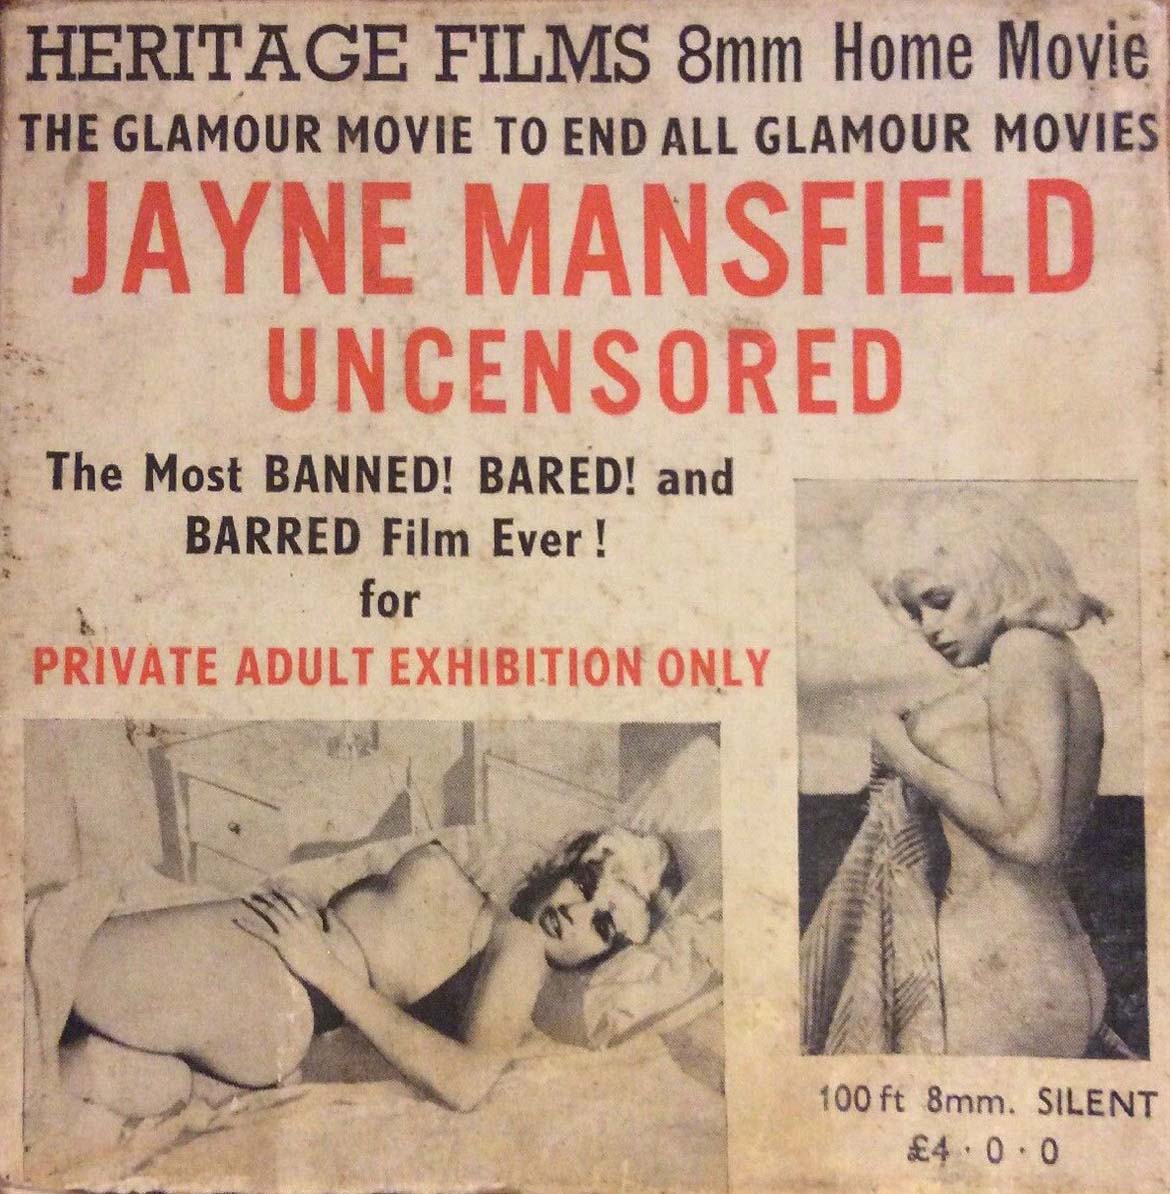 HERITAGE FILMS 8mm Home Movie
THE GLAMOUR MOVIE TO END ALL GLAMOUR MOVIES
JAYNE MANSFIELD
UNCENSORED
The Most BANNED! BARED! and
BARRED Film Ever!
for
PRIVATE ADULT EXHIBITION ONLY
100 ft 8mm. SILENT
£4 · 0 · 0